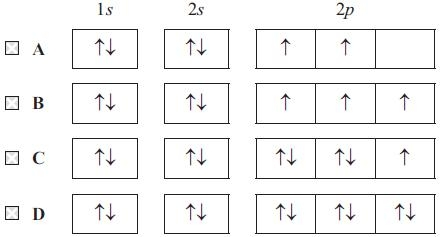 1s 2s 2p
A ↑↓ ↑↓ ↑ ↑
B ↑↓ ↑↓ ↑ ↑ ↑
C ↑↓ ↑↓ ↑↓ ↑↓ ↑
D ↑↓ ↑↓ ↑↓ ↑↓ ↑↓